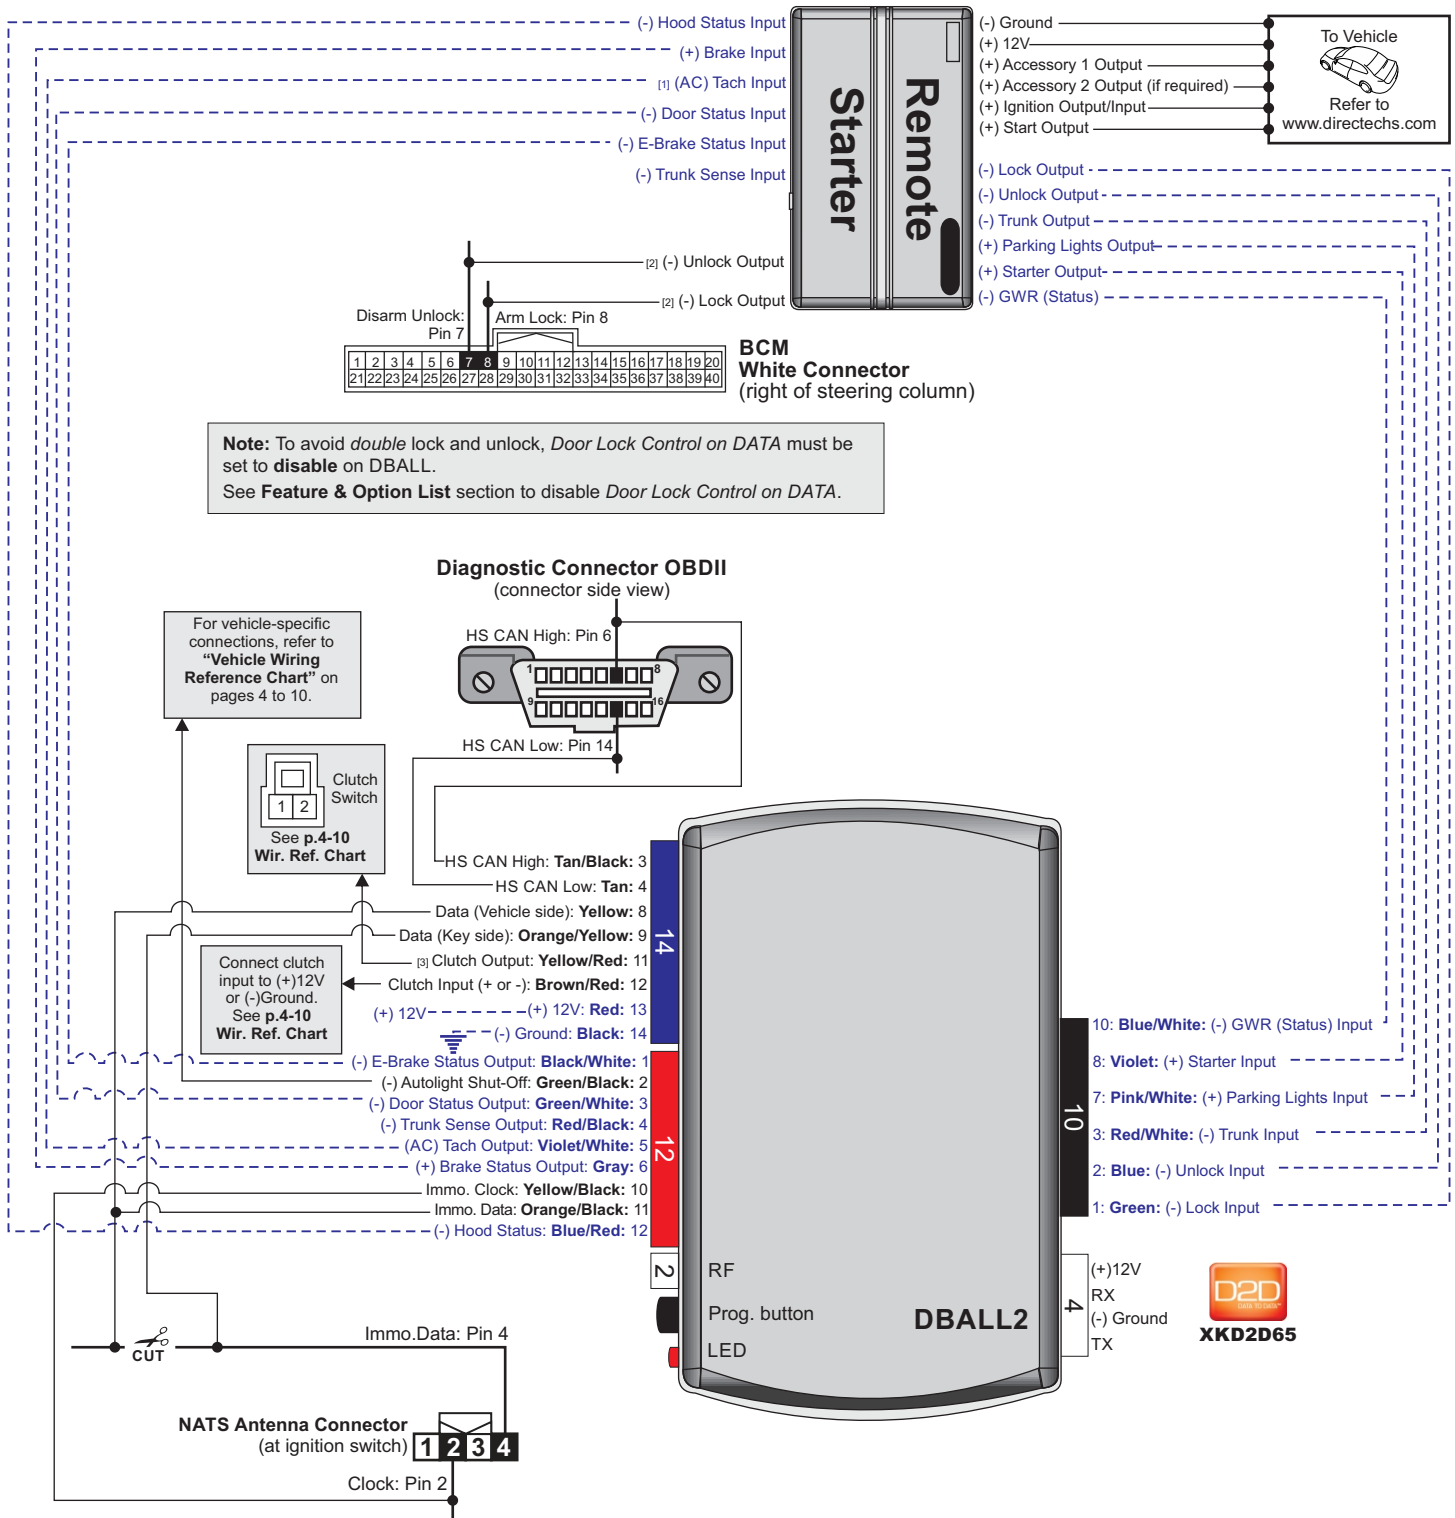 (-) Hood Status Input
(+) Brake Input
[1] (AC) Tach Input
(-) Door Status Input
(-) E-Brake Status Input
(-) Trunk Sense Input
[2] (-) Unlock Output
[2] (-) Lock Output
Remote
Starter
(-) Ground
(+) 12V
(+) Accessory 1 Output
(+) Accessory 2 Output (if required)
(+) Ignition Output/Input
(+) Start Output
To Vehicle
Refer to
www.directechs.com
(-) Lock Output
(-) Unlock Output
(-) Trunk Output
(+) Parking Lights Output
(+) Starter Output
(-) GWR (Status)
Disarm Unlock:
Pin 7
Arm Lock: Pin 8
1 2 3 4 5 6 7 8 9 10 11 12 13 14 15 16 17 18 19 20
21 22 23 24 25 26 27 28 29 30 31 32 33 34 35 36 37 38 39 40
BCM
White Connector
(right of steering column)
Note: To avoid double lock and unlock, Door Lock Control on DATA must be
set to disable on DBALL.
See Feature & Option List section to disable Door Lock Control on DATA.
Diagnostic Connector OBDII
(connector side view)
HS CAN High: Pin 6
1 8
9 16
HS CAN Low: Pin 14
For vehicle-specific
connections, refer to
“Vehicle Wiring
Reference Chart” on
pages 4 to 10.
Clutch
Switch
1 2
See p.4-10
Wir. Ref. Chart
Connect clutch
input to (+)12V
or (-)Ground.
See p.4-10
Wir. Ref. Chart
HS CAN High: Tan/Black: 3
HS CAN Low: Tan: 4
Data (Vehicle side): Yellow: 8
Data (Key side): Orange/Yellow: 9
[3] Clutch Output: Yellow/Red: 11
Clutch Input (+ or -): Brown/Red: 12
(+) 12V (+) 12V: Red: 13
(-) Ground: Black: 14
14
(-) E-Brake Status Output: Black/White: 1
(-) Autolight Shut-Off: Green/Black: 2
(-) Door Status Output: Green/White: 3
(-) Trunk Sense Output: Red/Black: 4
(AC) Tach Output: Violet/White: 5
(+) Brake Status Output: Gray: 6
Immo. Clock: Yellow/Black: 10
Immo. Data: Orange/Black: 11
(-) Hood Status: Blue/Red: 12
12
2
RF
Prog. button
LED
DBALL2
10
10: Blue/White: (-) GWR (Status) Input
8: Violet: (+) Starter Input
7: Pink/White: (+) Parking Lights Input
3: Red/White: (-) Trunk Input
2: Blue: (-) Unlock Input
1: Green: (-) Lock Input
4
(+)12V
RX
(-) Ground
TX
D2D
DATA TO DATA™
XKD2D65
CUT
Immo.Data: Pin 4
NATS Antenna Connector
(at ignition switch)
1 2 3 4
Clock: Pin 2